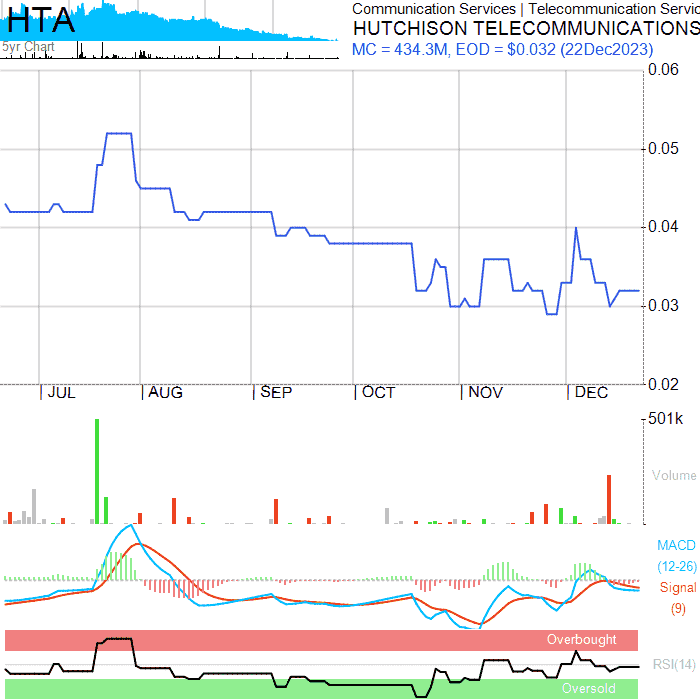 HTA
5yr Chart
Communication Services | Telecommunication Servic
HUTCHISON TELECOMMUNICATIONS
MC = 434.3M, EOD = $0.032 (22Dec2023)
0.06
0.05
0.04
0.03
0.02
| JUL | AUG | SEP | OCT | NOV | DEC
501k
Volume
MACD
(12-26)
Signal
(9)
Overbought
RSI(14)
Oversold